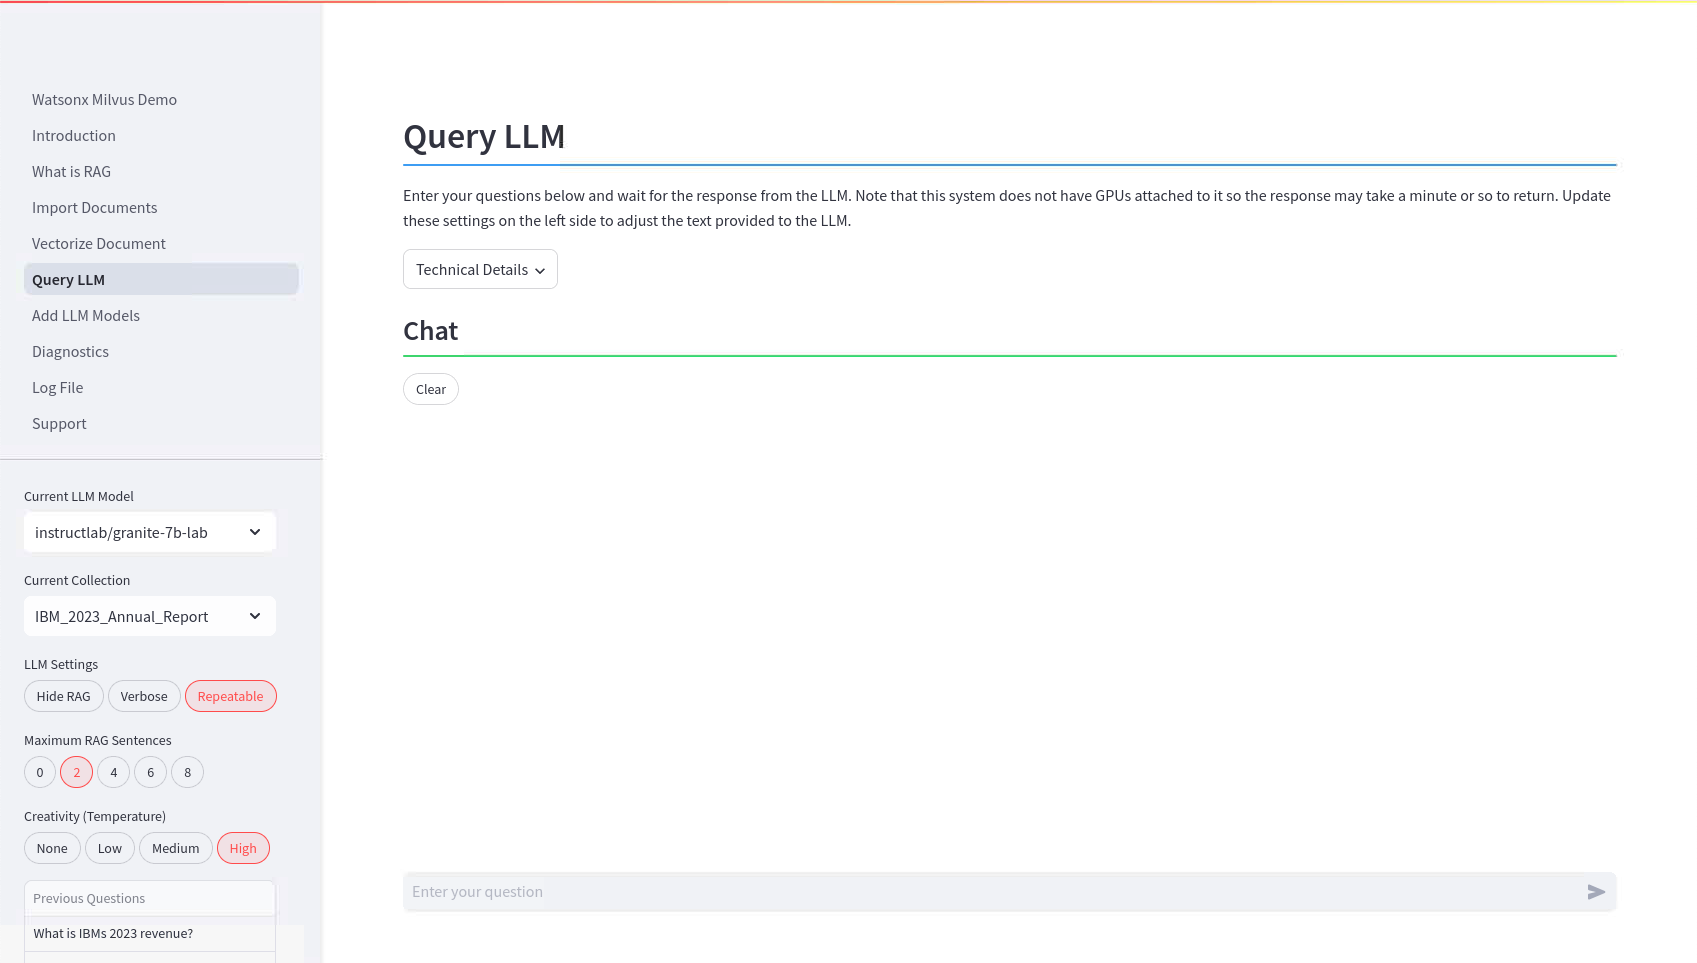 Watsonx Milvus Demo
Introduction
What is RAG
Import Documents
Vectorize Document
Query LLM
Add LLM Models
Diagnostics
Log File
Support
Current LLM Model
instructlab/granite-7b-lab
Current Collection
IBM_2023_Annual_Report
LLM Settings
Hide RAG Verbose Repeatable
Maximum RAG Sentences
0 2 4 6 8
Creativity (Temperature)
None Low Medium High
Previous Questions
What is IBMs 2023 revenue?
Query LLM
Enter your questions below and wait for the response from the LLM. Note that this system does not have GPUs attached to it so the response may take a minute or so to return. Update
these settings on the left side to adjust the text provided to the LLM.
Technical Details
Chat
Clear
Enter your question